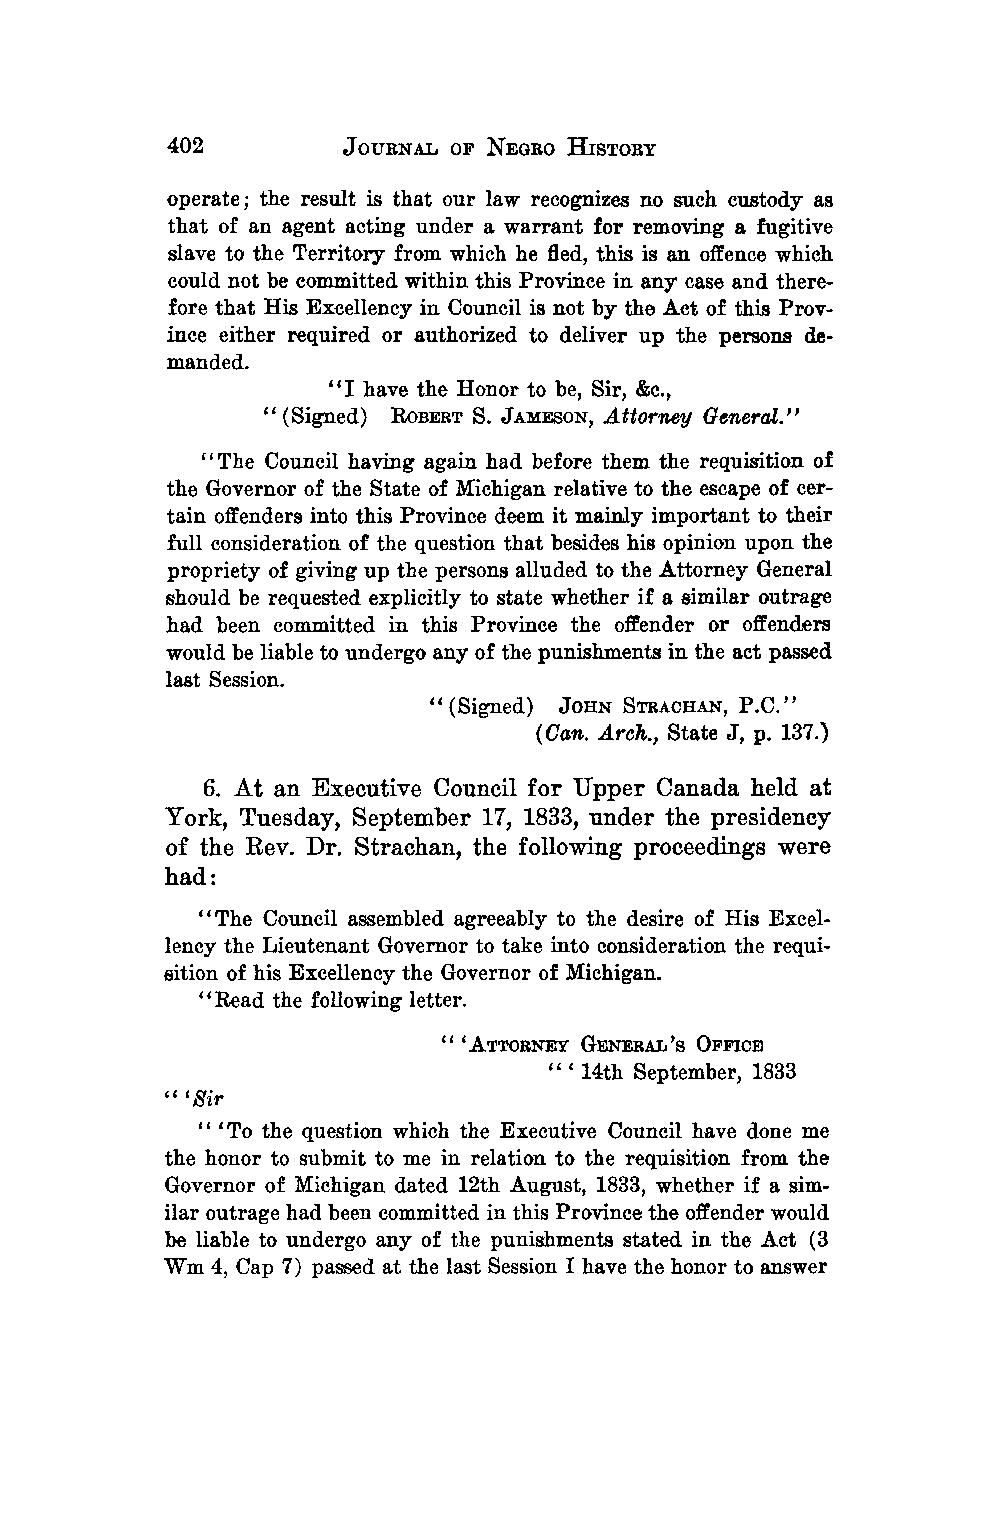 402 JOURNAL OF NEGRO HISTORY
operate; the result is that our law recognizes no such custody as
that of an agent acting under a warrant for removing a fugitive
slave to the Territory from which he fled, this is an offence which
could not be committed within this Province in any case and there-
fore that His Excellency in Council is not by the Act of this Prov-
ince either required or authorized to deliver up the persons de-
manded.
"I have the Honor to be, Sir, &c.,
"(Signed) ROBERT S. JAMESON, Attorney General."
"The Council having again had before them the requisition of
the Governor of the State of Michigan relative to the escape of cer-
tain offenders into this Province deem it mainly important to their
full consideration of the question that besides his opinion upon the
propriety of giving up the persons alluded to the Attorney General
should be requested explicitly to state whether if a similar outrage
had been committed in this Province the offender or offenders
would be liable to undergo any of the punishments in the act passed
last Session.
"(Signed) JOHN STRACHAN, P.C."
(Can. Arch., State J, p. 137.)
6. At an Executive Council for Upper Canada held at
York, Tuesday, September 17, 1833, under the presidency
of the Rev. Dr. Strachan, the following proceedings were
had:
"The Council assembled agreeably to the desire of His Excel-
lency the Lieutenant Governor to take into consideration the requi-
sition of his Excellency the Governor of Michigan.
"Read the following letter.
" 'ATTORNEY GENERAL'S OFFICE
" ' 14th September, 1833
" 'Sir
" 'To the question which the Executive Council have done me
the honor to submit to me in relation to the requisition from the
Governor of Michigan dated 12th August, 1833, whether if a sim-
ilar outrage had been committed in this Province the offender would
be liable to undergo any of the punishments stated in the Act (3
Wm 4, Cap 7) passed at the last Session I have the honor to answer